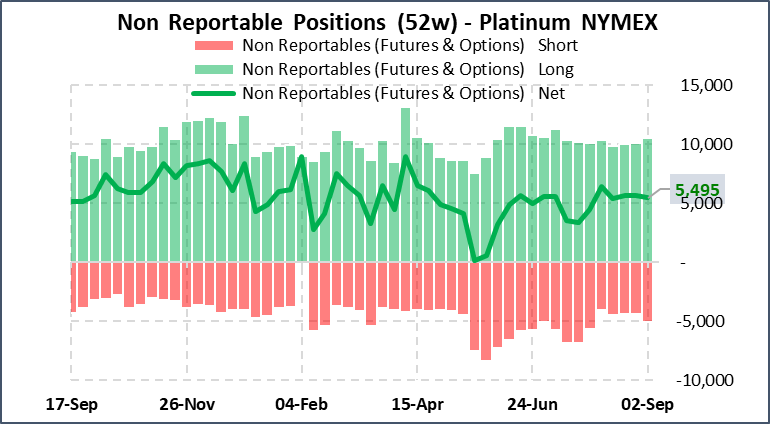 Non Reportable Positions (52w) - Platinum NYMEX
Non Reportables (Futures & Options) Short
Non Reportables (Futures & Options) Long
Non Reportables (Futures & Options) Net
15,000
10,000
5,495
5,000
-
-5,000
-10,000
17-Sep 26-Nov 04-Feb 15-Apr 24-Jun 02-Sep